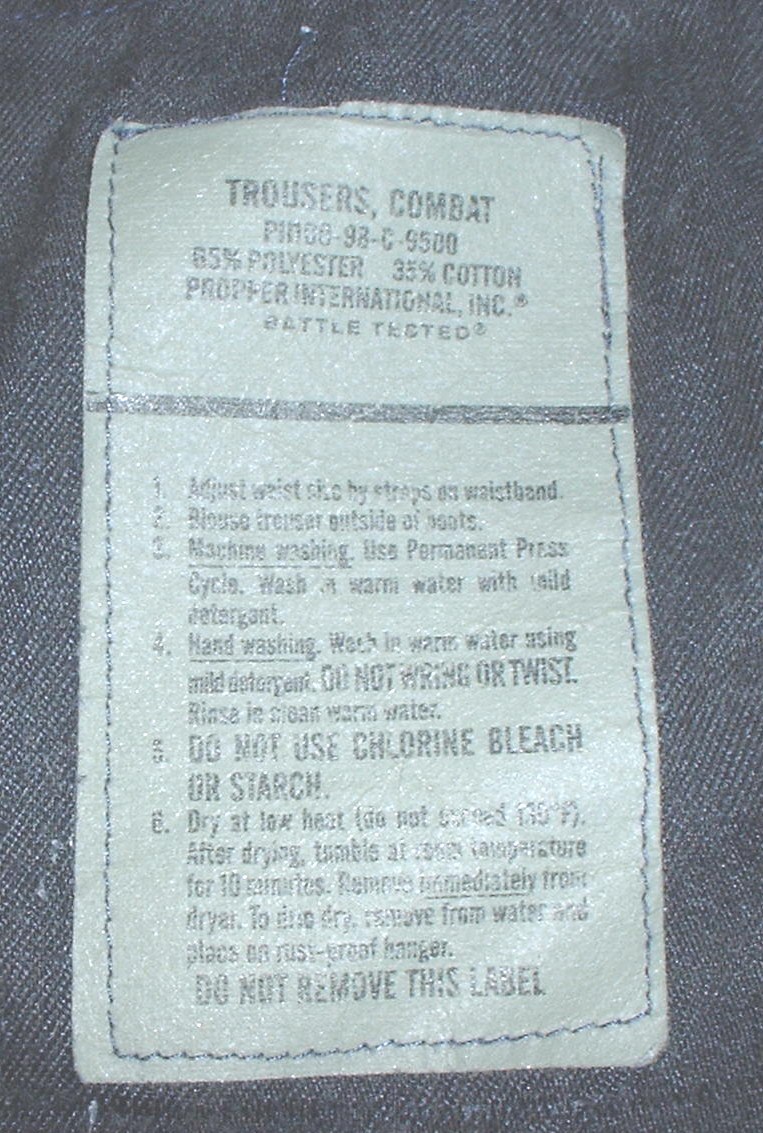 TROUSERS, COMBAT
-98-C-9500
65% POLYESTER 35% COTTON
PROPPER INTERNATIONAL, INC.®
BATTLE TESTED®
1. Adjust waist size by straps on waistband.
2. Blouse trouser outside of boots.
3. Machine washing. Use Permanent Press
Cycle. Wash in warm water with mild
detergent.
4. Hand washing. Wash in warm water using
mild detergent. DO NOT WRING OR TWIST.
Rinse in clean warm water.
5. DO NOT USE CHLORINE BLEACH
OR STARCH.
6. Dry at low heat (do not exceed
After drying, tumble at room temperature
for 10 minutes. Remove immediately from
dryer. To drip dry, remove from water and
place on rust-proof hanger.
DO NOT REMOVE THIS LABEL